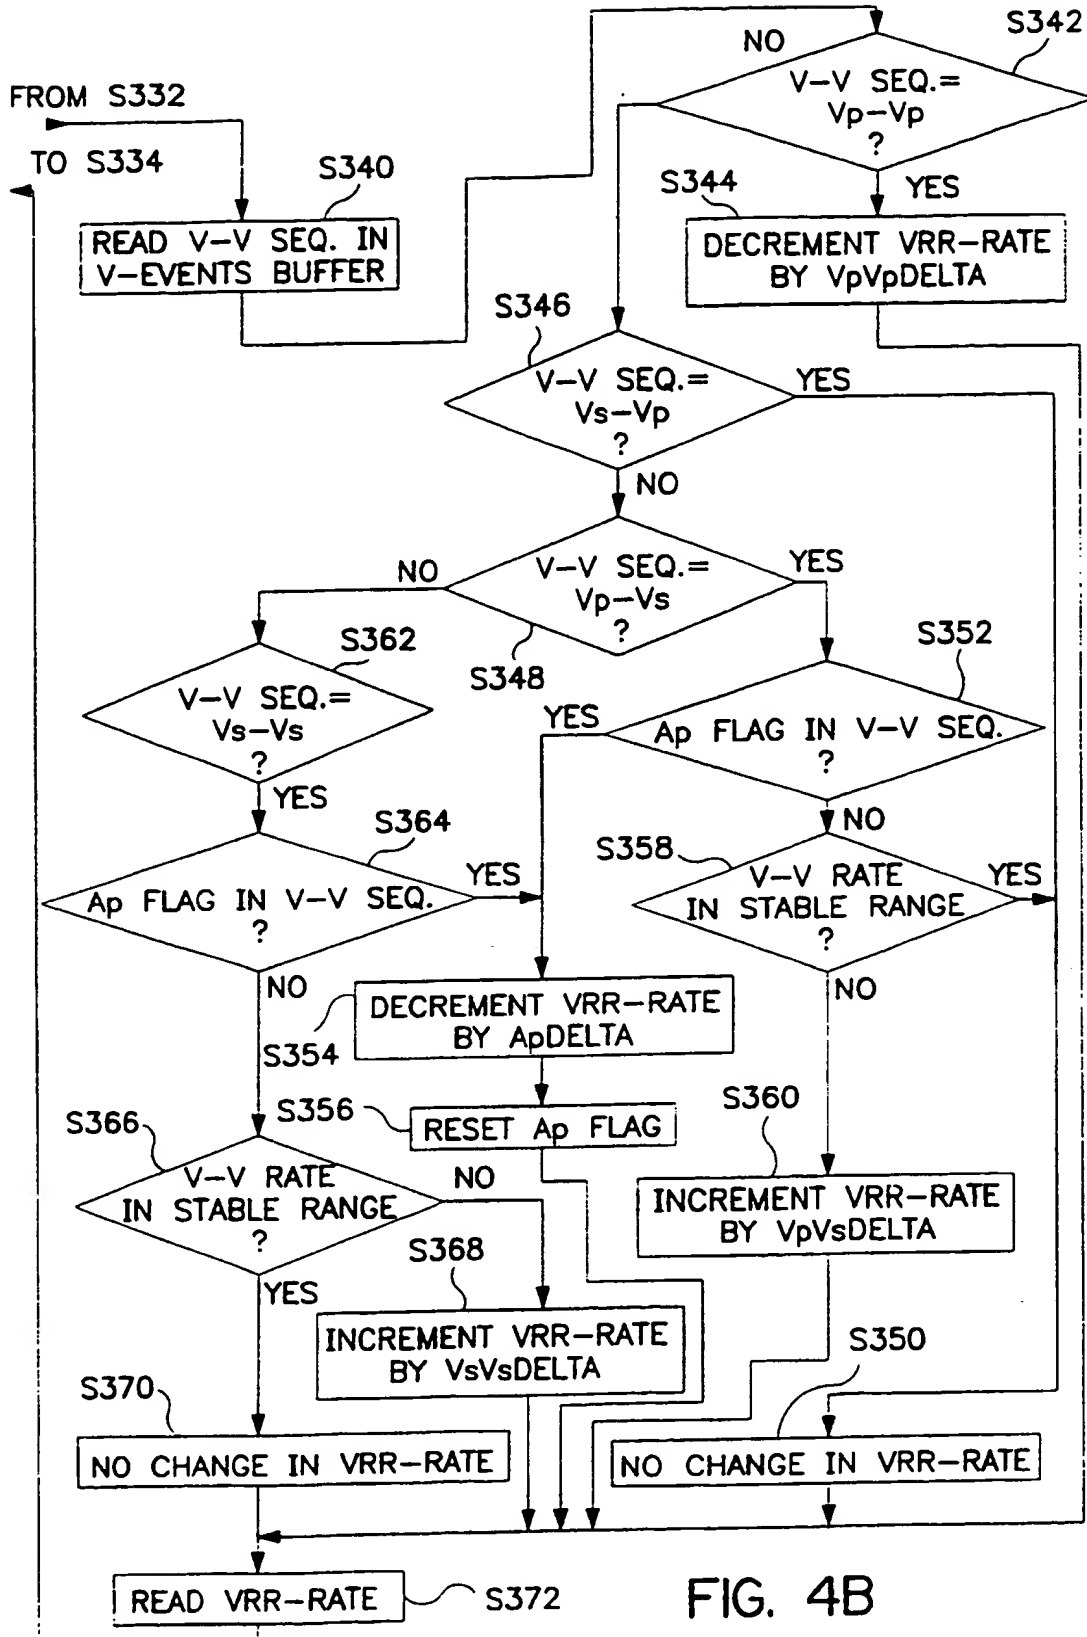 S342
NO
V-V SEQ.=
Vp-Vp
?
FROM S332
TO S334
S340
READ V-V SEQ. IN
V-EVENTS BUFFER
YES
S344
DECREMENT VRR-RATE
BY VpVpDELTA
S346
V-V SEQ.=
Vs-Vp
?
YES
NO
V-V SEQ.=
Vp-Vs
?
NO
YES
S348
S362
V-V SEQ.=
Vs-Vs
?
YES
S352
Ap FLAG IN V-V SEQ.
?
YES
NO
S364
Ap FLAG IN V-V SEQ.
?
YES
NO
S358
V-V RATE
IN STABLE RANGE
?
YES
NO
DECREMENT VRR-RATE
BY ApDELTA
S354
S356
RESET Ap FLAG
S360
INCREMENT VRR-RATE
BY VpVsDELTA
S366
V-V RATE
IN STABLE RANGE
?
NO
YES
S368
INCREMENT VRR-RATE
BY VsVsDELTA
S350
NO CHANGE IN VRR-RATE
S370
NO CHANGE IN VRR-RATE
READ VRR-RATE
S372
FIG. 4B